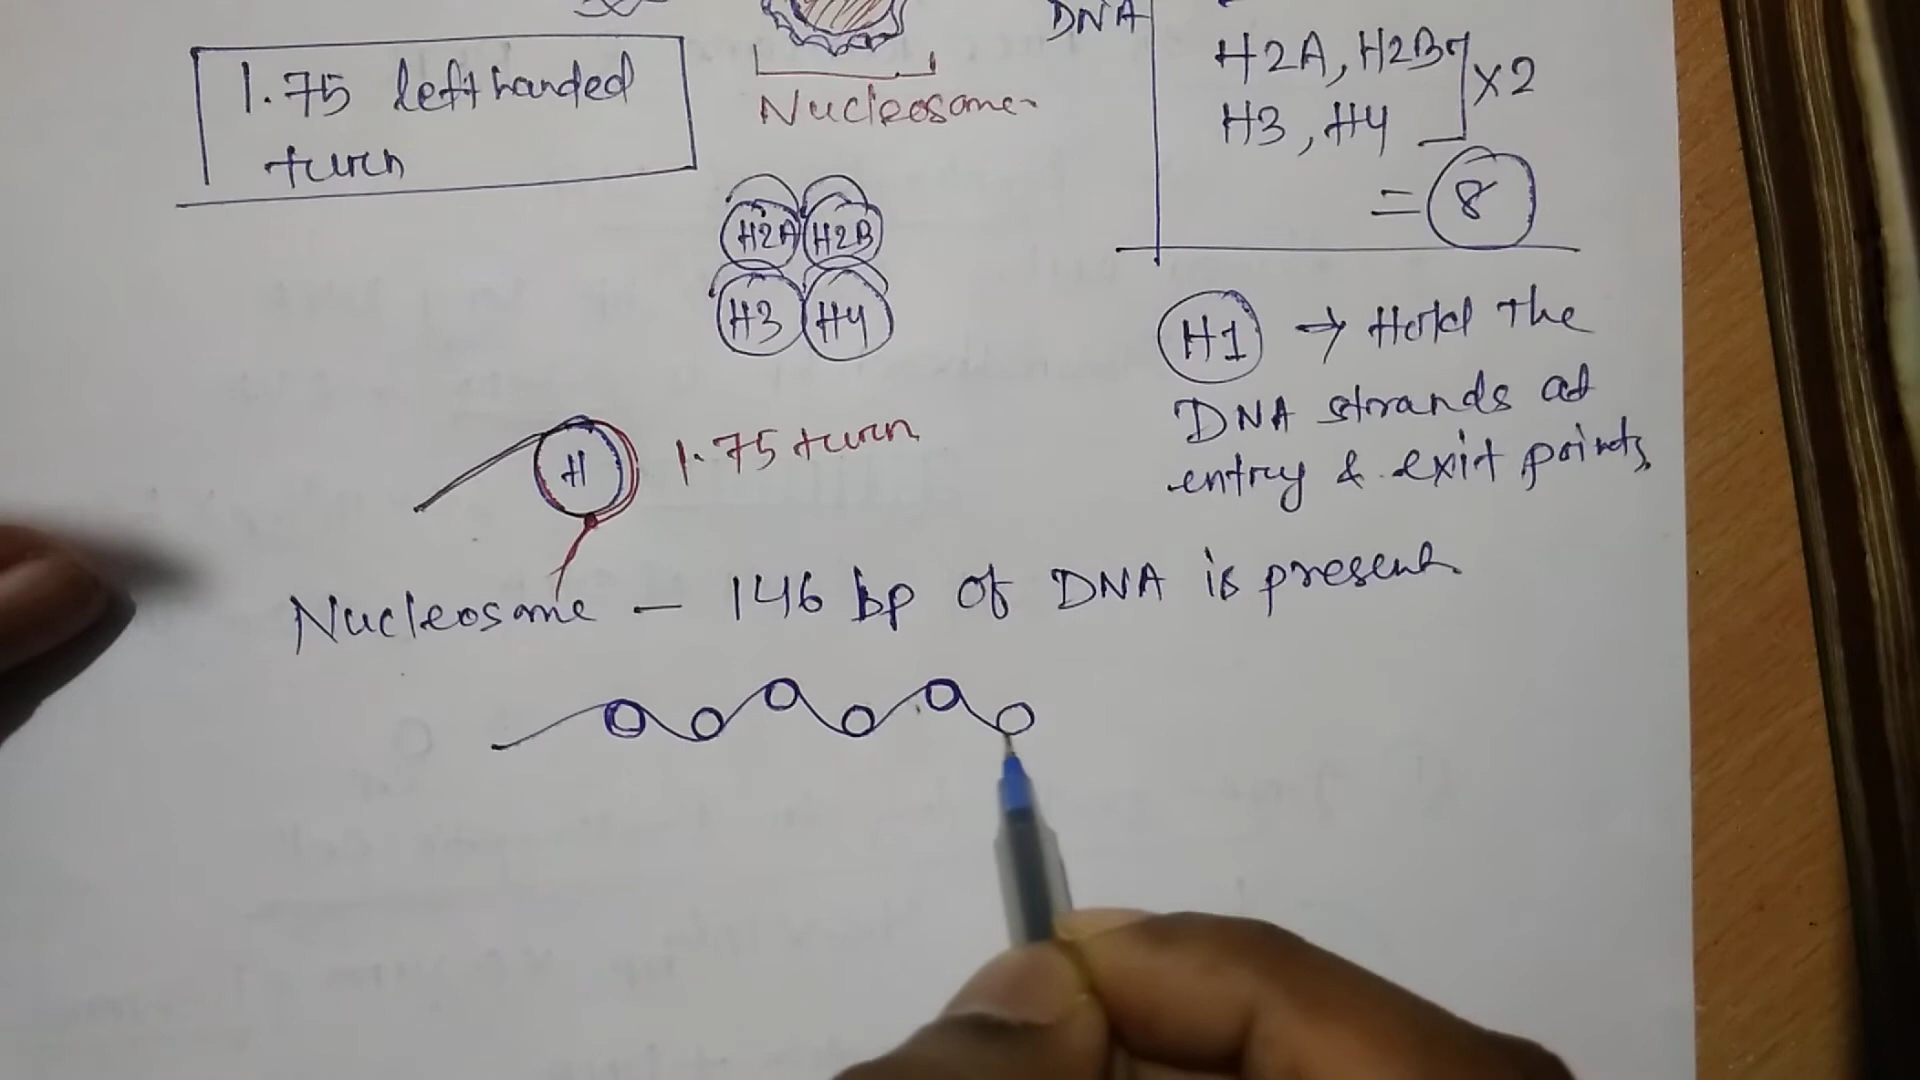 1.75 left handed
turn
Nucleosome
DNA
H2A, H2B
H3, H4
x2
= 8
H2A H2B
H3 H4
H1 → Hold the
DNA strands at
entry & exit points,
H
1.75 turn
Nucleosome — 146 bp of DNA is present